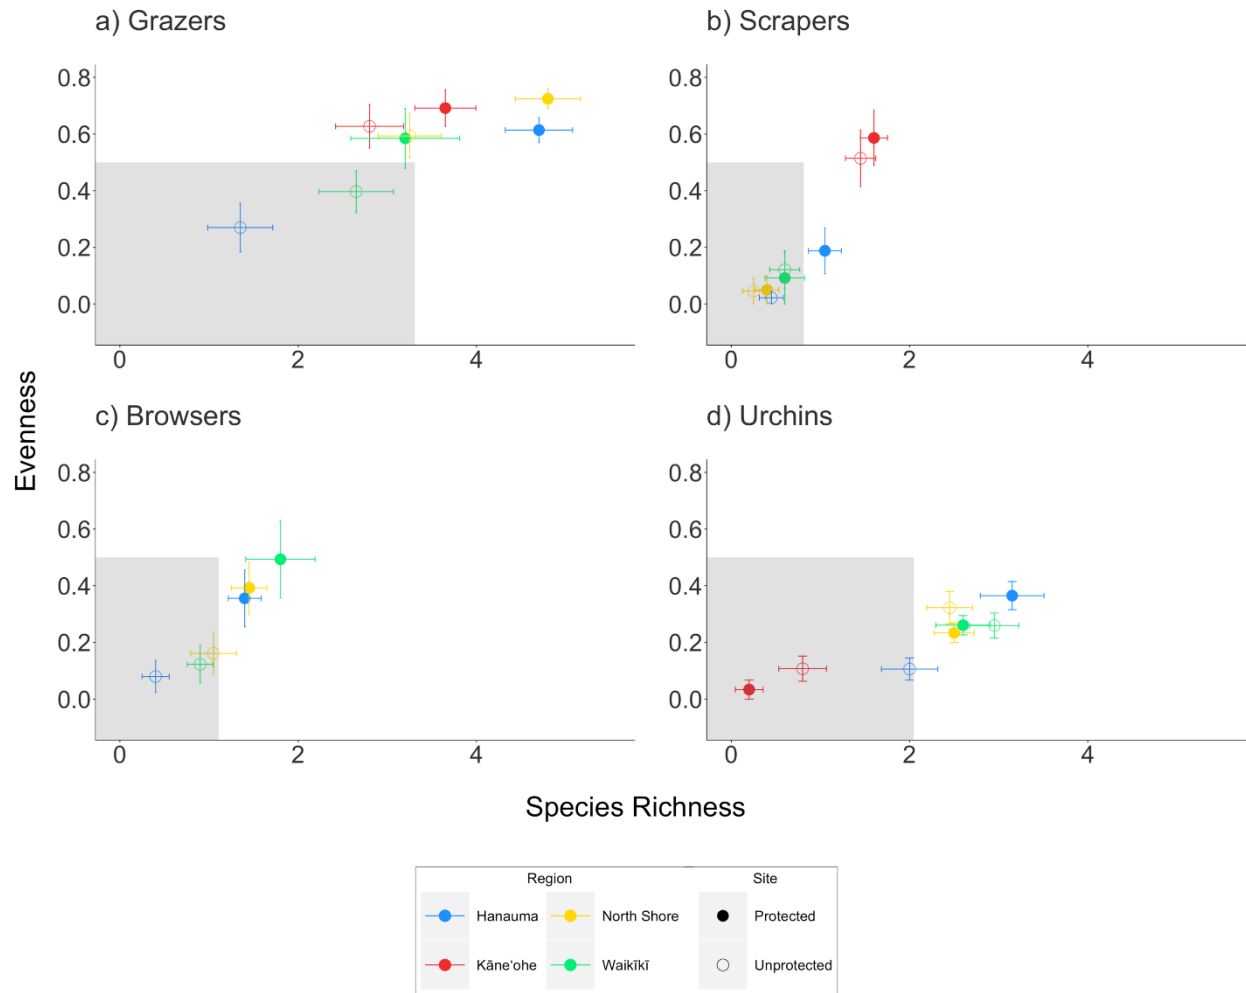 a) Grazers
b) Scrapers
0.8
0.6
0.4
0.2
0.0
0 2 4
0.8
0.6
0.4
0.2
0.0
0 2 4
Evenness
c) Browsers
d) Urchins
0.8
0.6
0.4
0.2
0.0
0 2 4
0.8
0.6
0.4
0.2
0.0
0 2 4
Species Richness
Region Site
Hanauma North Shore Protected
Kāneʻohe Waikīkī Unprotected